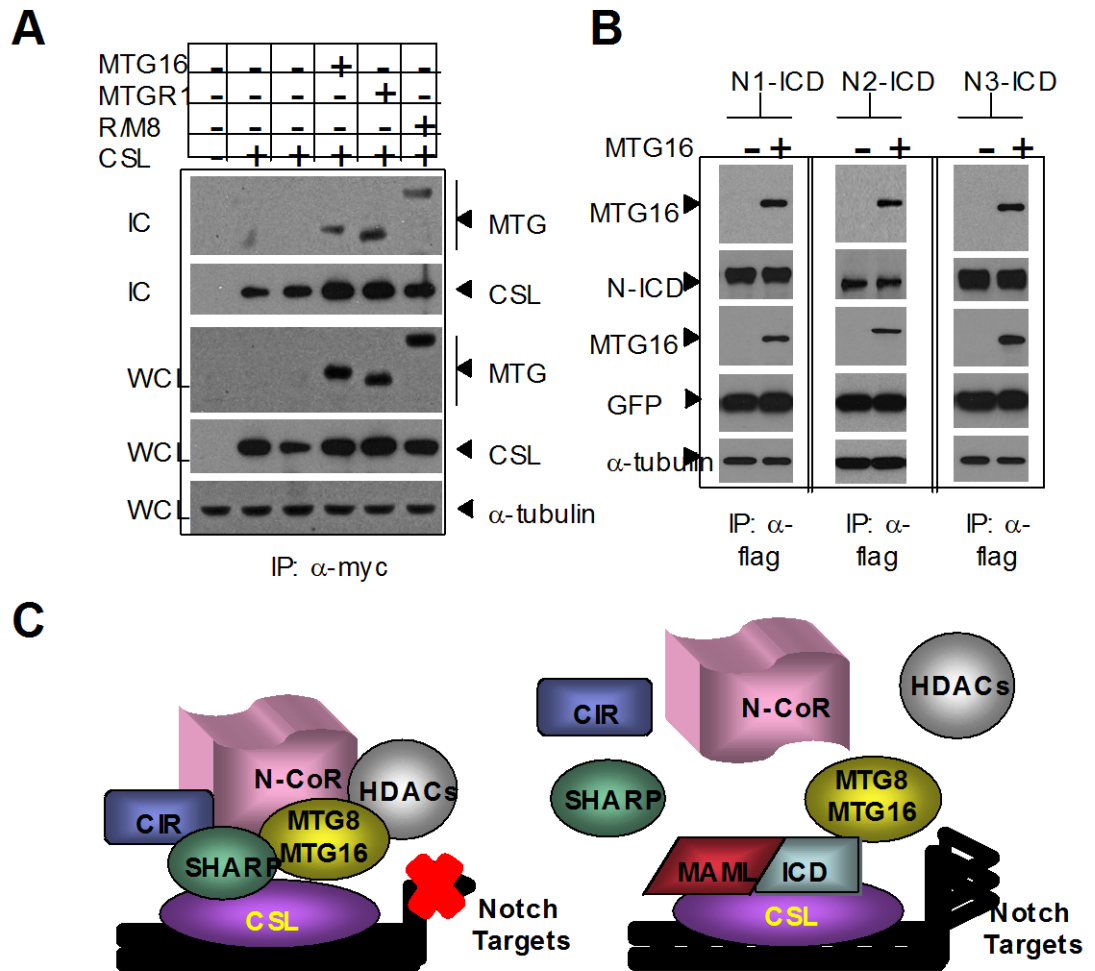 A
MTG16 - - - + - -
MTGR1 - - - - + -
R/M8 - - - - - +
CSL - + + + + +
IC MTG
IC CSL
WCL MTG
WCL CSL
WCL α-tubulin
IP: α-myc
B
N1-ICD N2-ICD N3-ICD
MTG16 - + - + - +
MTG16
N-ICD
MTG16
GFP
α-tubulin
IP: α- IP: α- IP: α-
flag flag flag
C
N-CoR
HDACs
CIR
MTG8
MTG16
SHARP
CSL
Notch
Targets
HDACs
N-CoR
CIR
MTG8
MTG16
SHARP
MAML ICD
CSL
Notch
Targets